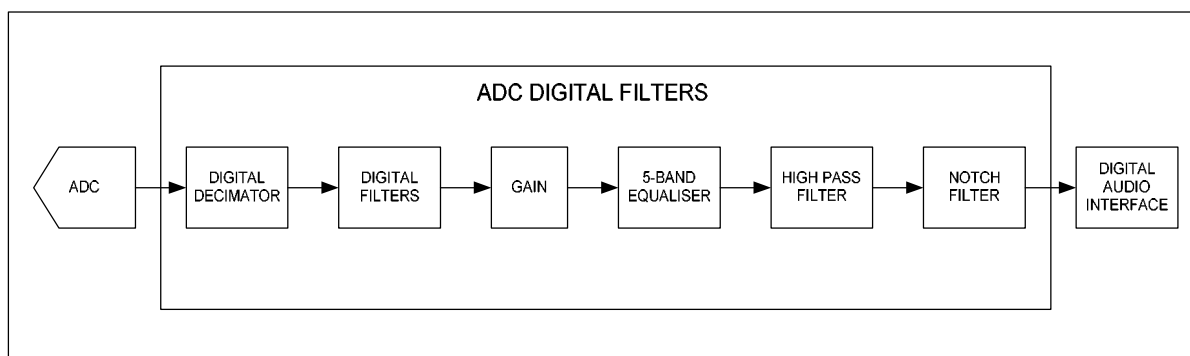 ADC DIGITAL FILTERS
ADC
DIGITAL
DECIMATOR
DIGITAL
FILTERS
GAIN
5-BAND
EQUALISER
HIGH PASS
FILTER
NOTCH
FILTER
DIGITAL
AUDIO
INTERFACE